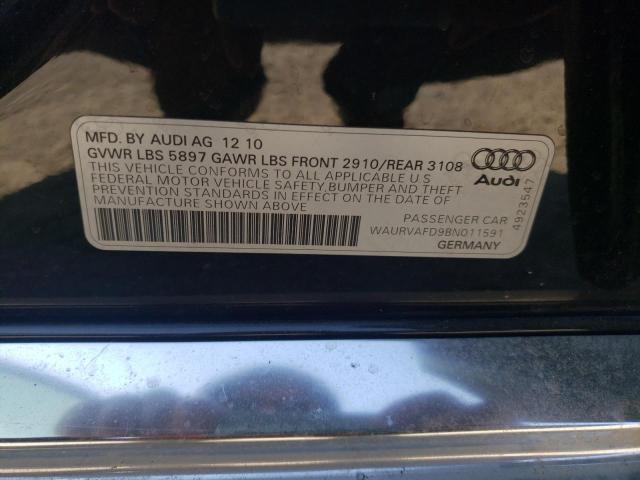 MFD. BY AUDI AG 12 10
GVWR LBS 5897 GAWR LBS FRONT 2910/REAR 3108
THIS VEHICLE CONFORMS TO ALL APPLICABLE U S
FEDERAL MOTOR VEHICLE SAFETY,BUMPER AND THEFT
PREVENTION STANDARDS IN EFFECT ON THE DATE OF
MANUFACTURE SHOWN ABOVE
PASSENGER CAR
WAURVAFD9BN011591
GERMANY
Audi
4923547